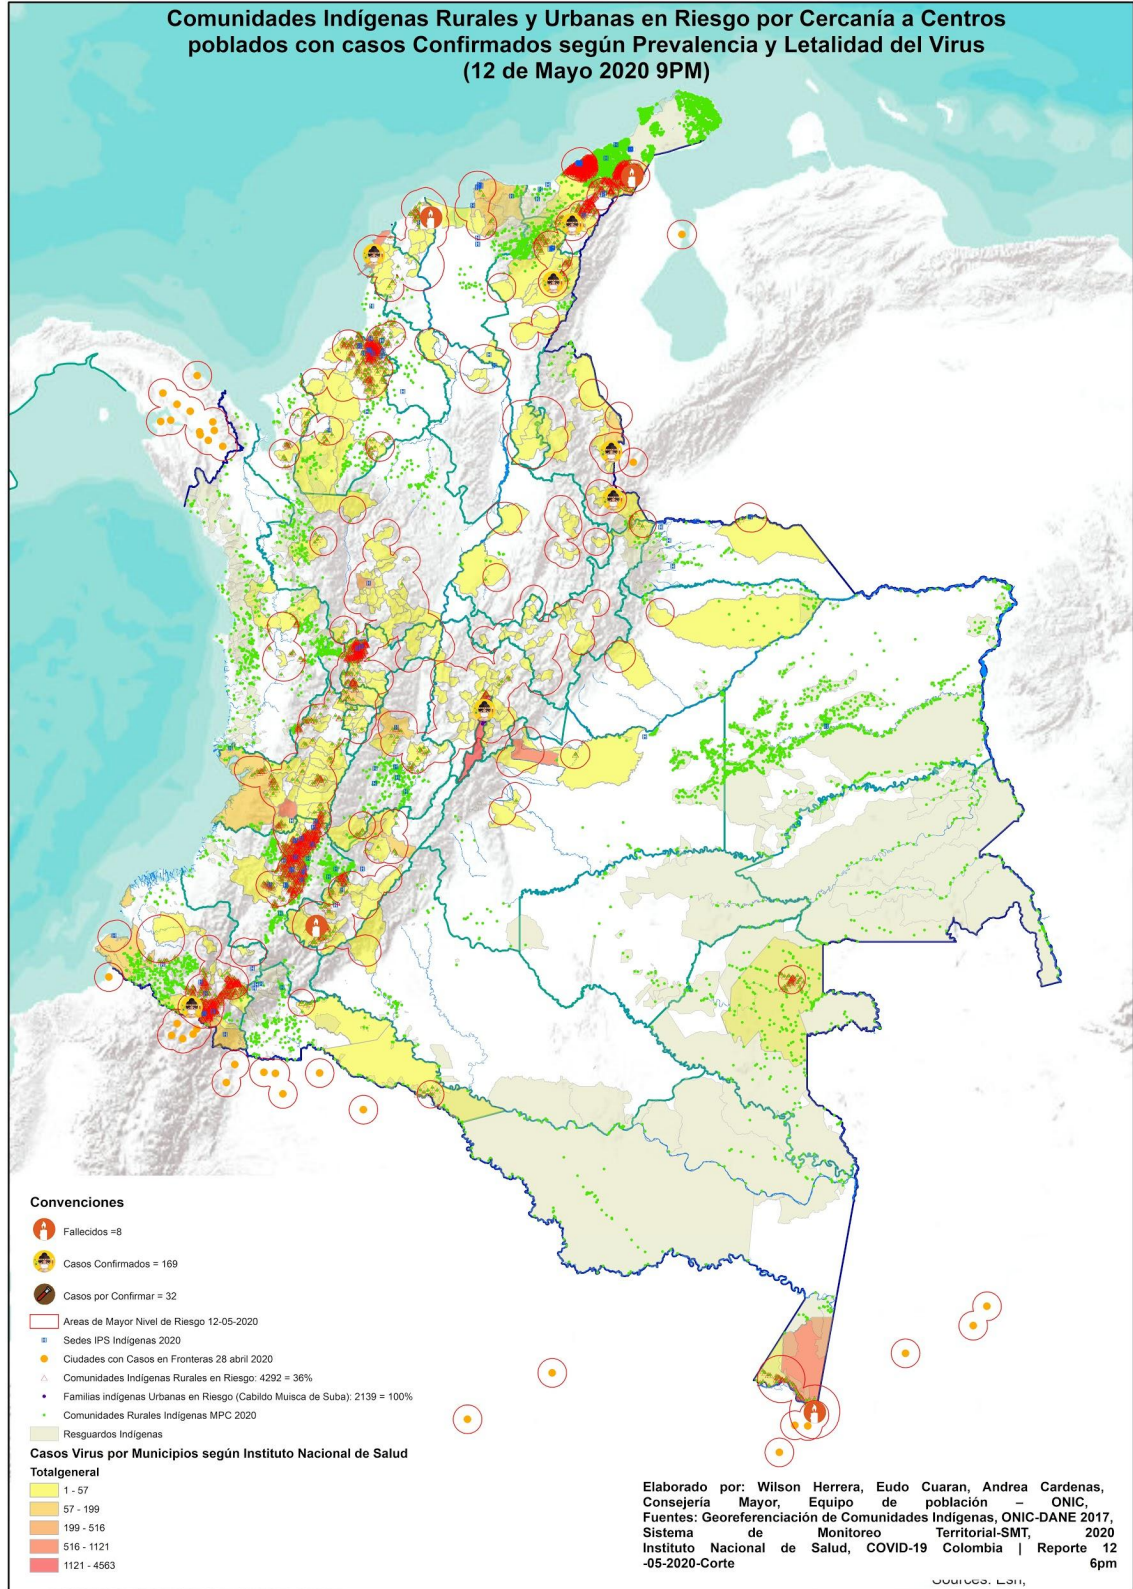 Comunidades Indígenas Rurales y Urbanas en Riesgo por Cercanía a Centros
poblados con casos Confirmados según Prevalencia y Letalidad del Virus
(12 de Mayo 2020 9PM)
Convenciones
Fallecidos =8
Casos Confirmados = 169
Casos por Confirmar = 32
Areas de Mayor Nivel de Riesgo 12-05-2020
Sedes IPS Indígenas 2020
Ciudades con Casos en Fronteras 28 abril 2020
Comunidades Indígenas Rurales en Riesgo: 4292 = 36%
Familias indígenas Urbanas en Riesgo (Cabildo Muisca de Suba): 2139 = 100%
Comunidades Rurales Indígenas MPC 2020
Resguardos Indígenas
Casos Virus por Municipios según Instituto Nacional de Salud
Totalgeneral
1 - 57
57 - 199
199 - 516
516 - 1121
1121 - 4563
Elaborado por: Wilson Herrera, Eudo Cuaran, Andrea Cardenas,
Consejería Mayor, Equipo de población – ONIC,
Fuentes: Georeferenciación de Comunidades Indígenas, ONIC-DANE 2017,
Sistema de Monitoreo Territorial-SMT, 2020
Instituto Nacional de Salud, COVID-19 Colombia | Reporte 12
-05-2020-Corte 6pm
Sources: Esri,